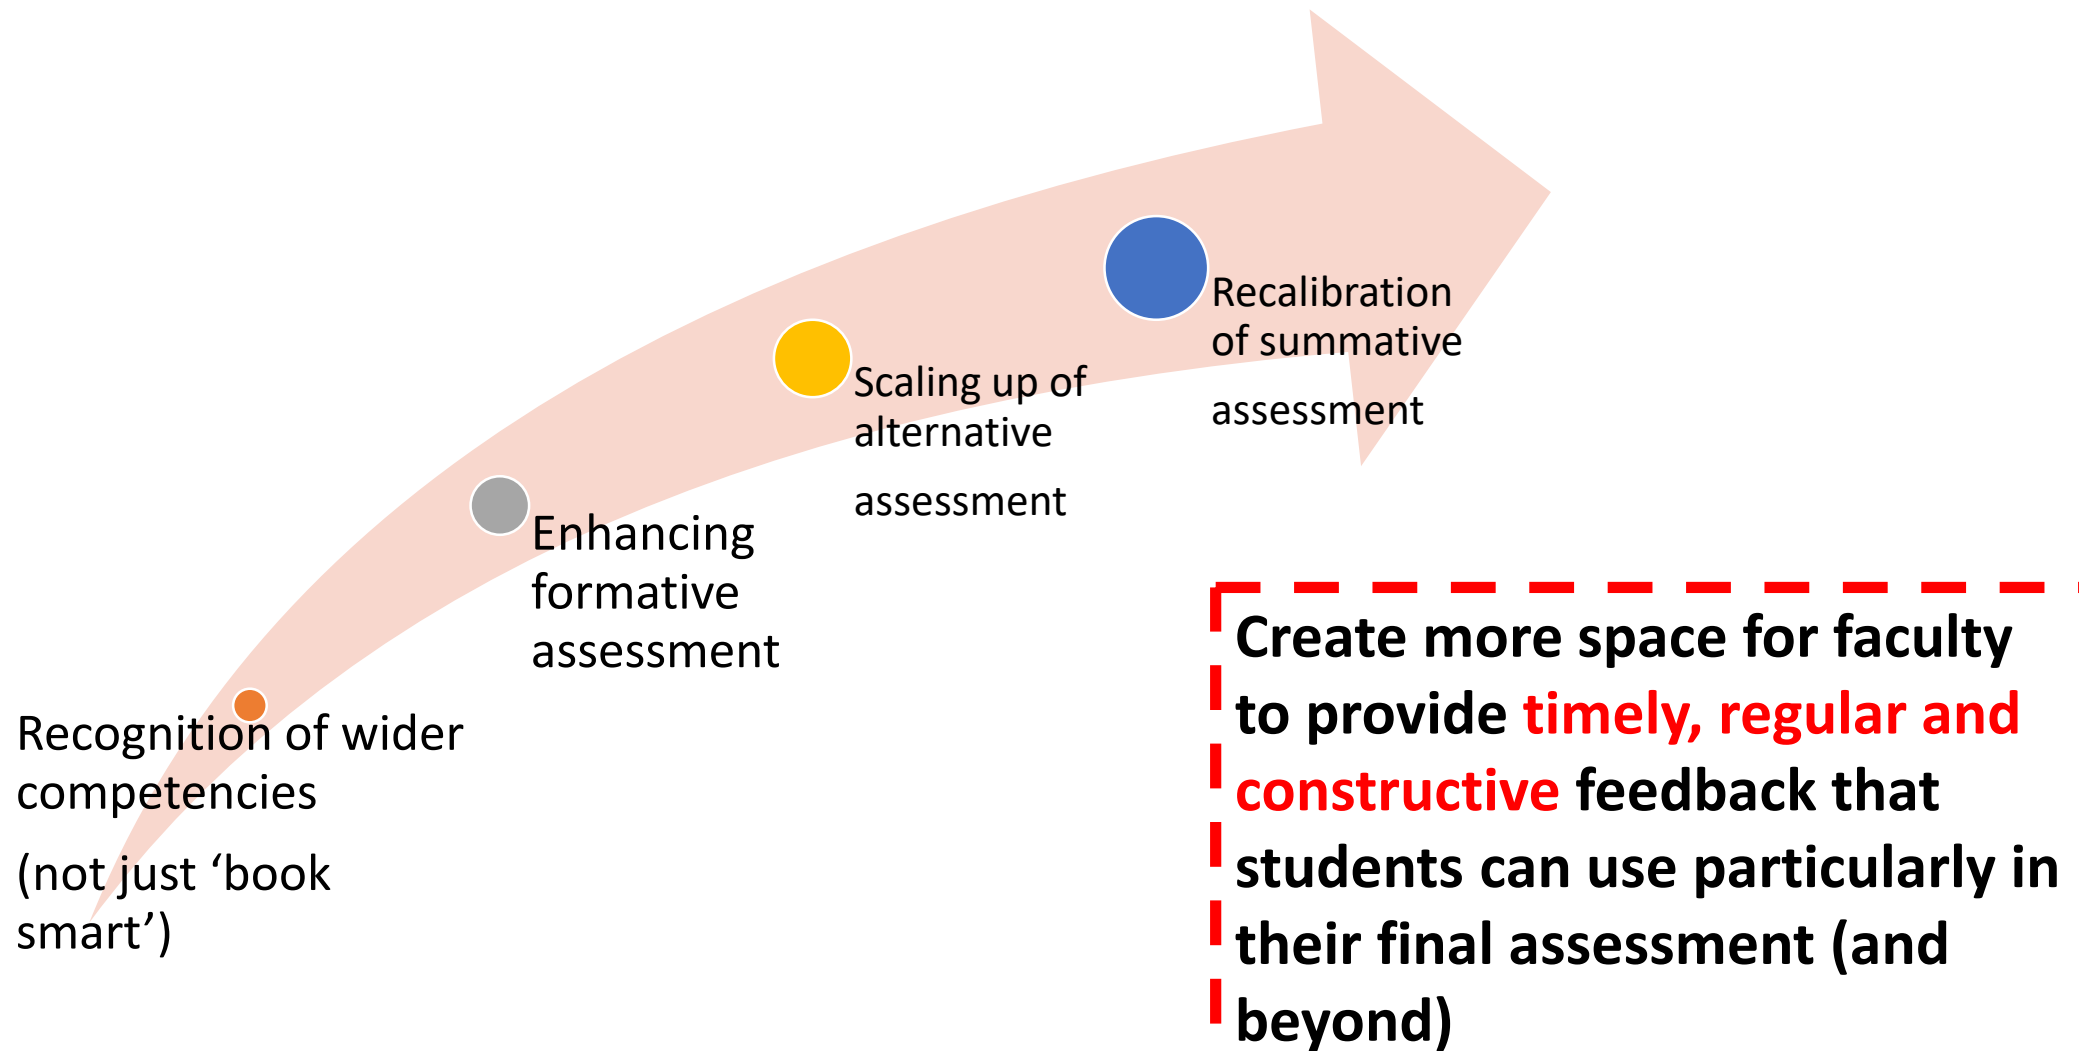 Recognition of wider
competencies
(not just ‘book
smart’)
Enhancing
formative
assessment
Scaling up of
alternative
assessment
Recalibration
of summative
assessment
Create more space for faculty
to provide timely, regular and
constructive feedback that
students can use particularly in
their final assessment (and
beyond)